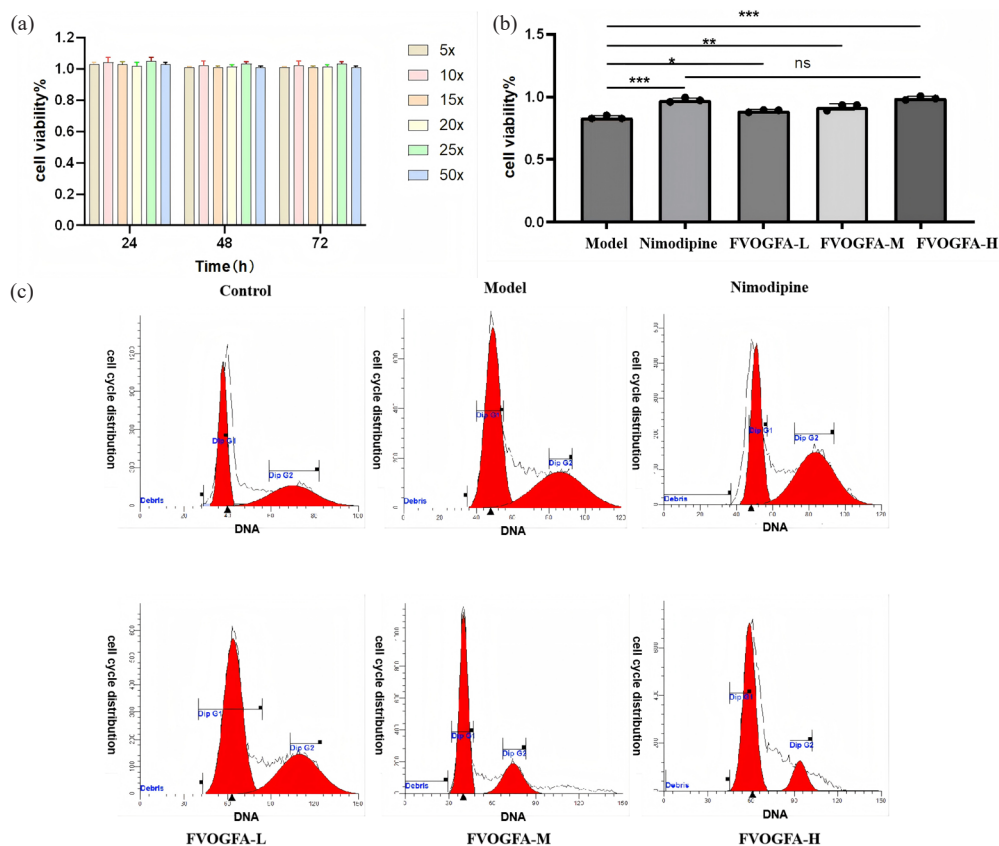 (a)
1.2
1.0
0.8
0.6
0.4
0.2
0.0
cell viability%
24
48
72
Time(h)
5x
10x
15x
20x
25x
50x
(b)
***
**
*
ns
***
1.5
1.0
0.5
0.0
cell viability%
Model
Nimodipine
FVOGFA-L
FVOGFA-M
FVOGFA-H
(c)
Control
Model
Nimodipine
cell cycle distribution
Dip G1
Dip G2
Debris
DNA
cell cycle distribution
Dip G1
Dip G2
Debris
DNA
cell cycle distribution
Dip G1
Dip G2
Debris
DNA
cell cycle distribution
Dip G1
Dip G2
Debris
DNA
cell cycle distribution
Dip G1
Dip G2
Debris
DNA
cell cycle distribution
Dip G1
Dip G2
Debris
DNA
FVOGFA-L
FVOGFA-M
FVOGFA-H